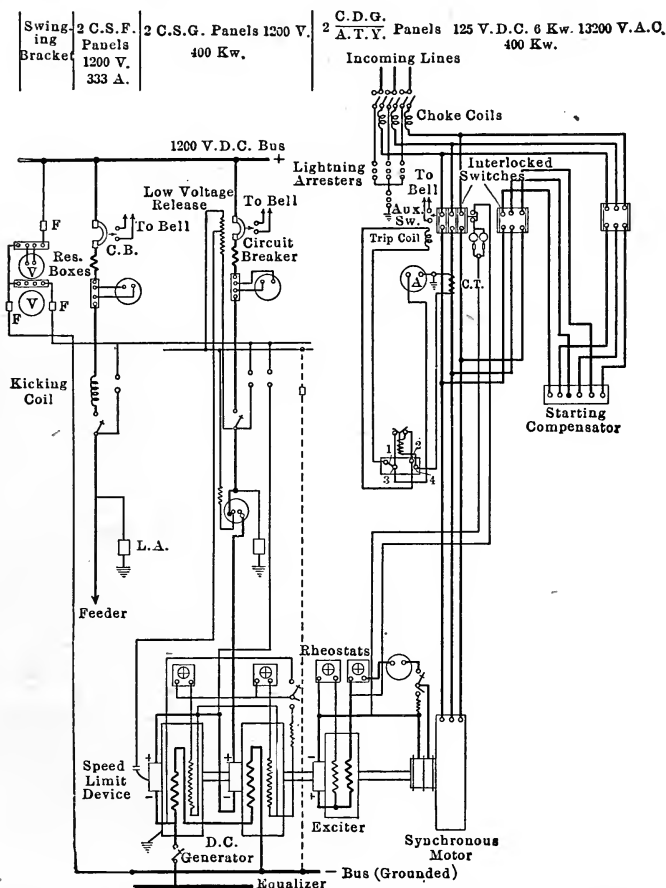 Swing-
ing
Bracket
2 C.S.F.
Panels
1200 V.
333 A.
2 C.S.G. Panels 1200 V.
400 Kw.
2 C.D.G. / A.T.Y. Panels 125 V.D.C. 6 Kw. 13200 V.A.C.
400 Kw.
Incoming Lines
Choke Coils
1200 V.D.C. Bus +
Lightning
Arresters
To
Bell
Interlocked
Switches
Low Voltage
Release
To Bell
To Bell
Aux.
Sw.
F
C.B.
Circuit
Breaker
Trip Coil
Res.
Boxes
V
V
A
C.T.
F
F
Kicking
Coil
Starting
Compensator
1
2
3
4
L.A.
Feeder
Rheostats
Speed
Limit
Device
+
-
+
-
-
+
Exciter
D.C.
Generator
Synchronous
Motor
- Bus (Grounded)
Equalizer